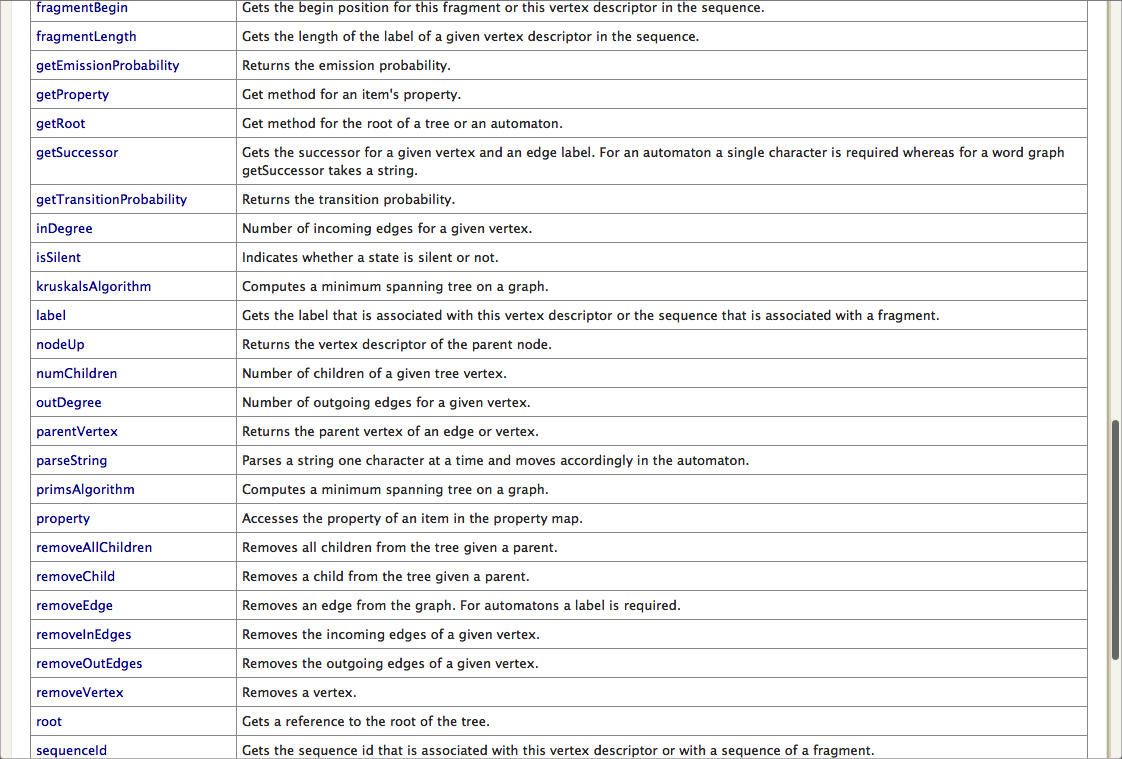 fragmentBegin Gets the begin position for this fragment or this vertex descriptor in the sequence.
fragmentLength Gets the length of the label of a given vertex descriptor in the sequence.
getEmissionProbability Returns the emission probability.
getProperty Get method for an item's property.
getRoot Get method for the root of a tree or an automaton.
getSuccessor Gets the successor for a given vertex and an edge label. For an automaton a single character is required whereas for a word graph
getSuccessor takes a string.
getTransitionProbability Returns the transition probability.
inDegree Number of incoming edges for a given vertex.
isSilent Indicates whether a state is silent or not.
kruskalsAlgorithm Computes a minimum spanning tree on a graph.
label Gets the label that is associated with this vertex descriptor or the sequence that is associated with a fragment.
nodeUp Returns the vertex descriptor of the parent node.
numChildren Number of children of a given tree vertex.
outDegree Number of outgoing edges for a given vertex.
parentVertex Returns the parent vertex of an edge or vertex.
parseString Parses a string one character at a time and moves accordingly in the automaton.
primsAlgorithm Computes a minimum spanning tree on a graph.
property Accesses the property of an item in the property map.
removeAllChildren Removes all children from the tree given a parent.
removeChild Removes a child from the tree given a parent.
removeEdge Removes an edge from the graph. For automatons a label is required.
removeInEdges Removes the incoming edges of a given vertex.
removeOutEdges Removes the outgoing edges of a given vertex.
removeVertex Removes a vertex.
root Gets a reference to the root of the tree.
sequenceId Gets the sequence id that is associated with this vertex descriptor or with a sequence of a fragment.